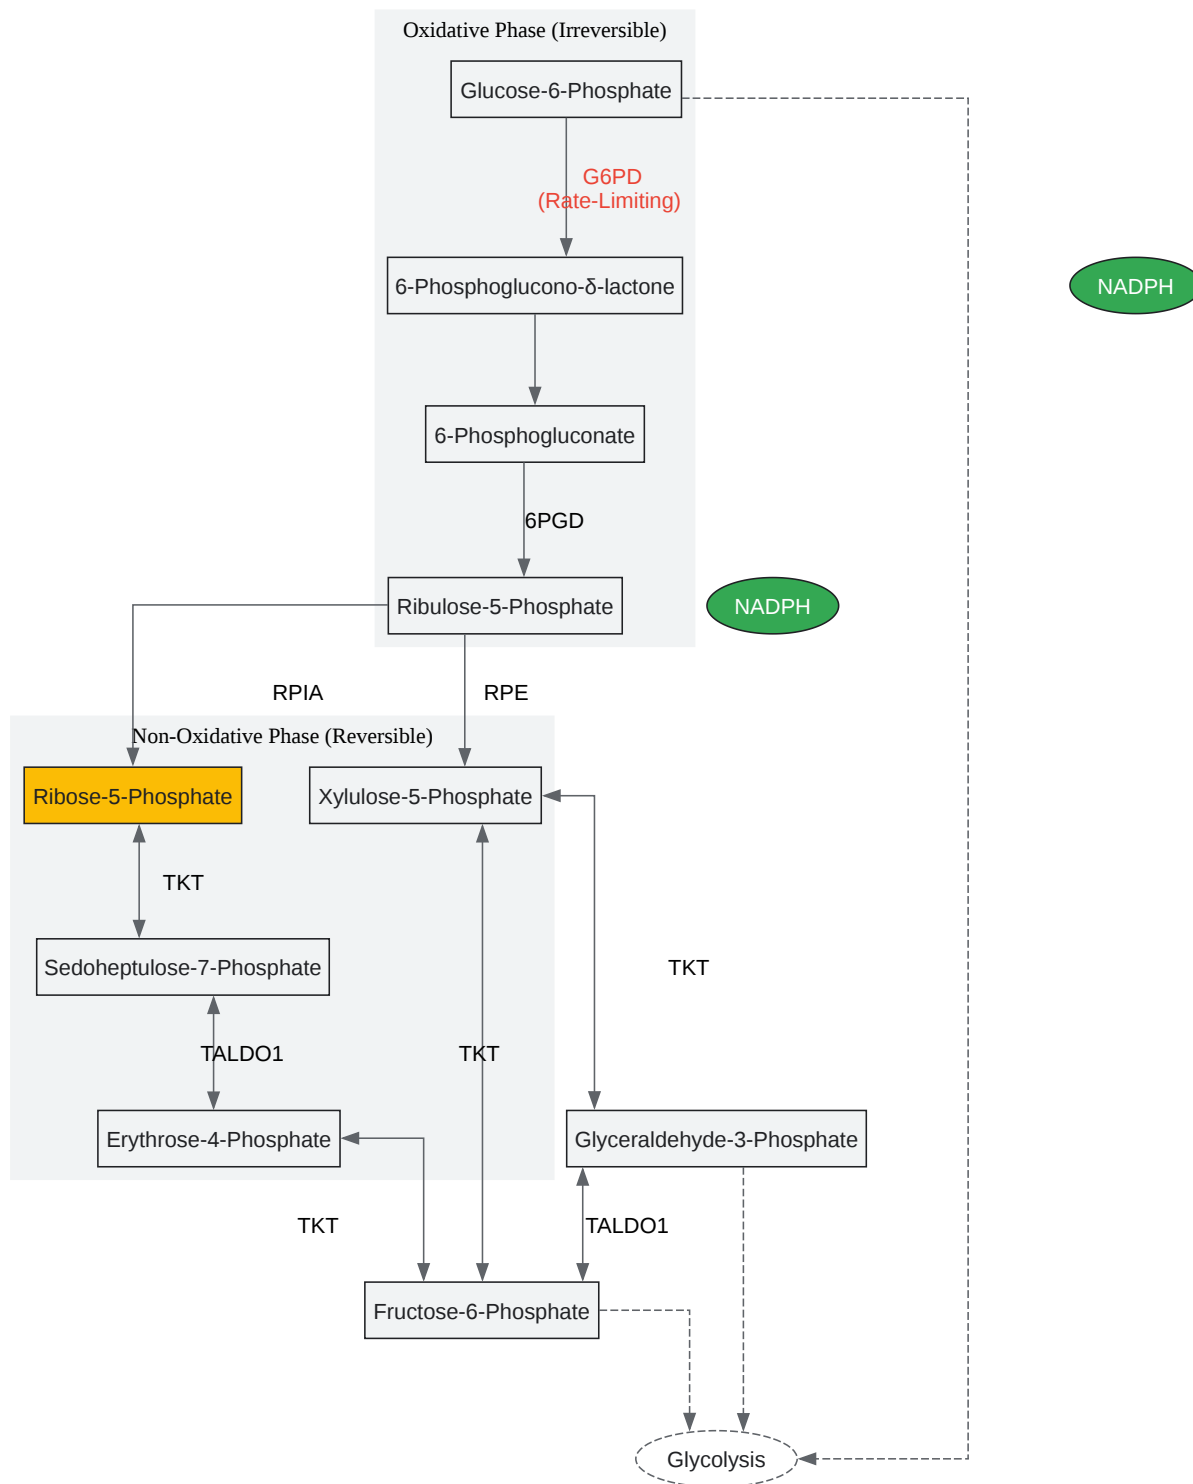 Oxidative Phase (Irreversible)
Glucose-6-Phosphate
G6PD
(Rate-Limiting)
6-Phosphoglucono-δ-lactone
NADPH
6-Phosphogluconate
6PGD
Ribulose-5-Phosphate
NADPH
RPIA
RPE
Non-Oxidative Phase (Reversible)
Ribose-5-Phosphate
Xylulose-5-Phosphate
TKT
Sedoheptulose-7-Phosphate
TKT
TALDO1
TKT
Erythrose-4-Phosphate
Glyceraldehyde-3-Phosphate
TKT
TALDO1
Fructose-6-Phosphate
Glycolysis